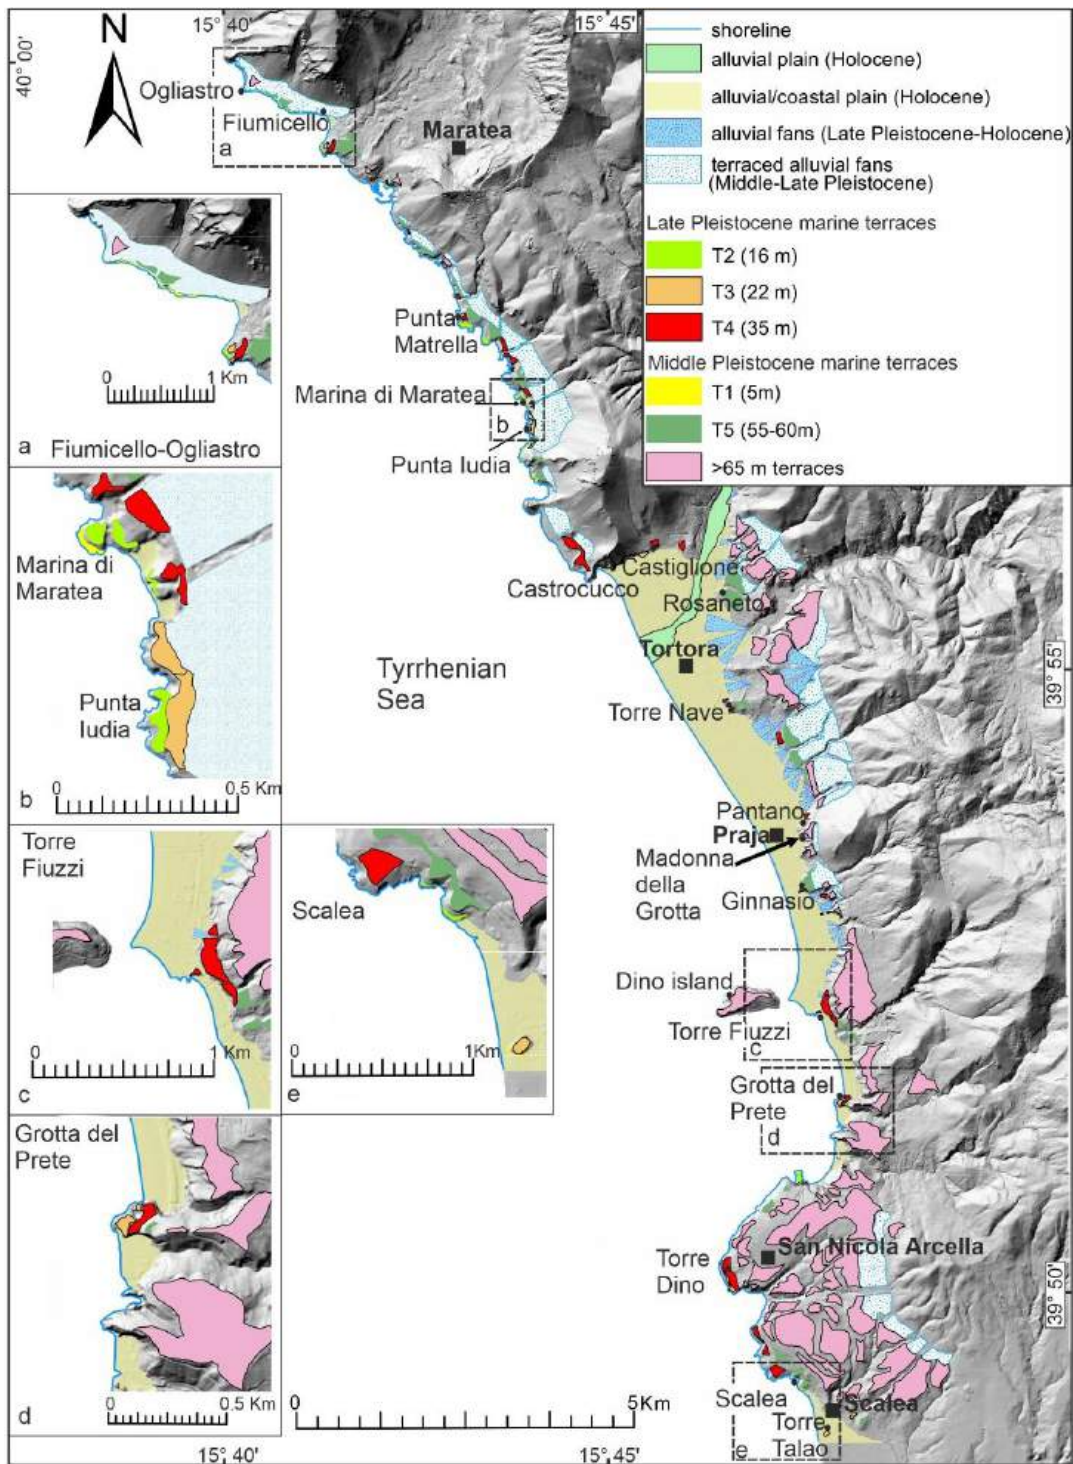 N
15° 40'
15° 45'
40° 00'
Ogliastro
Fiumicello
a
Maratea
shoreline
alluvial plain (Holocene)
alluvial/coastal plain (Holocene)
alluvial fans (Late Pleistocene-Holocene)
terraced alluvial fans
(Middle-Late Pleistocene)
Late Pleistocene marine terraces
T2 (16 m)
T3 (22 m)
T4 (35 m)
Middle Pleistocene marine terraces
T1 (5m)
T5 (55-60m)
>65 m terraces
0
1 Km
a Fiumicello-Ogliastro
Punta
Matrella
Marina di Maratea
b
Punta Iudia
Marina di
Maratea
Punta
Iudia
0
0.5 Km
b
Castrocucco
Castiglione
Rosaneto
Tortora
Torre Nave
Tyrrhenian
Sea
39° 55'
Pantano
Praja
Madonna
della
Grotta
Ginnasio
Torre
Fiuzzi
0
1 Km
c
Scalea
0
1Km
e
Dino island
Torre Fiuzzi
c
Grotta del
Prete
d
Grotta del
Prete
0
0.5 Km
d
San Nicola Arcella
Torre
Dino
39° 50'
Scalea
Scalea
Torre
Talao
e
0
5Km
15° 40'
15° 45'